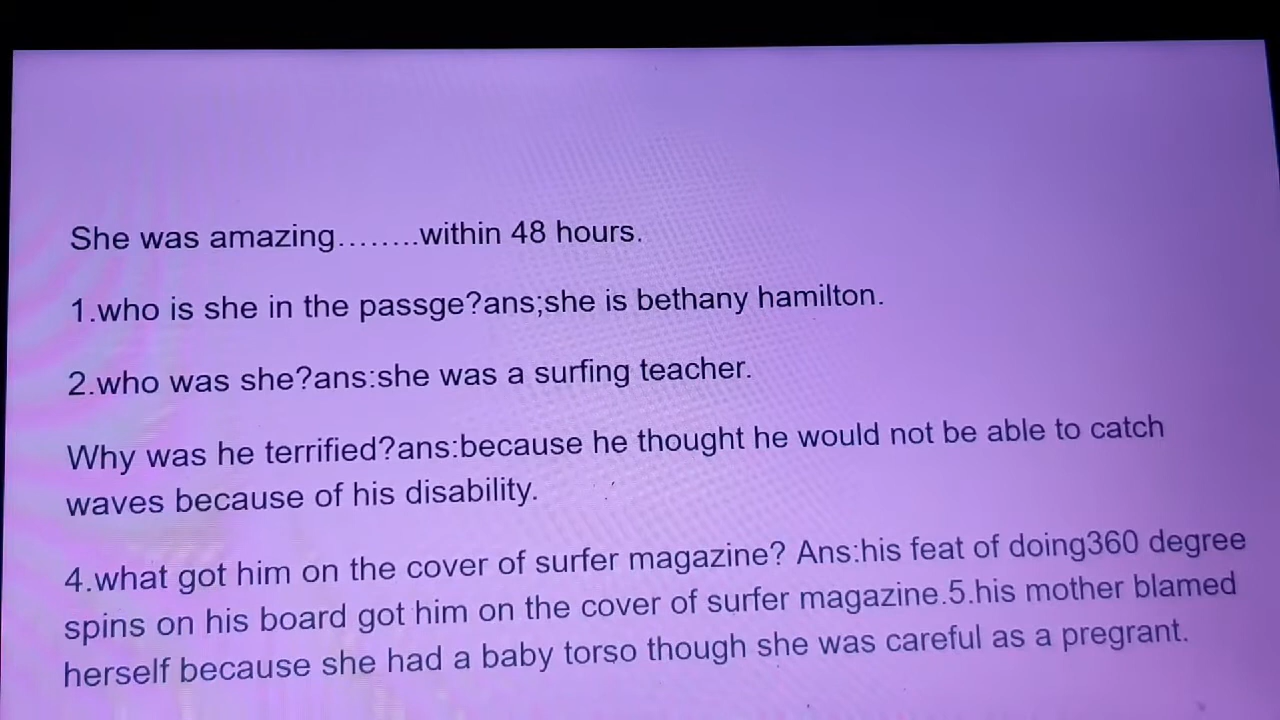 She was amazing........within 48 hours.
1.who is she in the passge?ans;she is bethany hamilton.
2.who was she?ans:she was a surfing teacher.
Why was he terrified?ans:because he thought he would not be able to catch
waves because of his disability.
4.what got him on the cover of surfer magazine? Ans:his feat of doing360 degree
spins on his board got him on the cover of surfer magazine.5.his mother blamed
herself because she had a baby torso though she was careful as a pregrant.